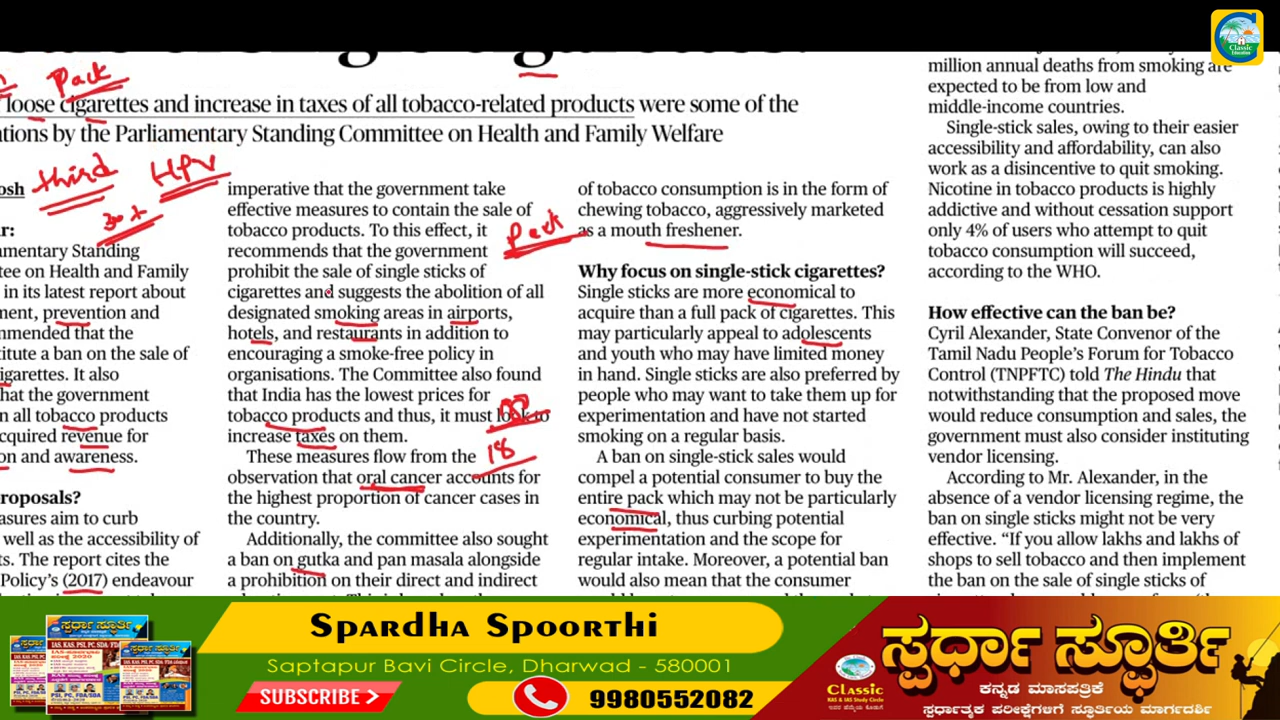 Classic
Education
Pack
loose cigarettes and increase in taxes of all tobacco-related products were some of the
tions by the Parliamentary Standing Committee on Health and Family Welfare
osh
third
HPV
30+
ar:
amentary Standing
tee on Health and Family
in its latest report about
ment, prevention and
mmended that the
titute a ban on the sale of
igarettes. It also
hat the government
n all tobacco products
cquired revenue for
on and awareness.
roposals?
asures aim to curb
well as the accessibility of
ts. The report cites the
Policy's (2017) endeavour
imperative that the government take
effective measures to contain the sale of
tobacco products. To this effect, it
recommends that the government
prohibit the sale of single sticks of
cigarettes and suggests the abolition of all
designated smoking areas in airports,
hotels, and restaurants in addition to
encouraging a smoke-free policy in
organisations. The Committee also found
that India has the lowest prices for
tobacco products and thus, it must look to
increase taxes on them.
18
These measures flow from the
observation that oral cancer accounts for
the highest proportion of cancer cases in
the country.
Additionally, the committee also sought
a ban on gutka and pan masala alongside
a prohibition on their direct and indirect
Pack
of tobacco consumption is in the form of
chewing tobacco, aggressively marketed
as a mouth freshener.
Why focus on single-stick cigarettes?
Single sticks are more economical to
acquire than a full pack of cigarettes. This
may particularly appeal to adolescents
and youth who may have limited money
in hand. Single sticks are also preferred by
people who may want to take them up for
experimentation and have not started
smoking on a regular basis.
A ban on single-stick sales would
compel a potential consumer to buy the
entire pack which may not be particularly
economical, thus curbing potential
experimentation and the scope for
regular intake. Moreover, a potential ban
would also mean that the consumer
million annual deaths from smoking are
expected to be from low and
middle-income countries.
Single-stick sales, owing to their easier
accessibility and affordability, can also
work as a disincentive to quit smoking.
Nicotine in tobacco products is highly
addictive and without cessation support
only 4% of users who attempt to quit
tobacco consumption will succeed,
according to the WHO.
How effective can the ban be?
Cyril Alexander, State Convenor of the
Tamil Nadu People's Forum for Tobacco
Control (TNPFTC) told The Hindu that
notwithstanding that the proposed move
would reduce consumption and sales, the
government must also consider instituting
vendor licensing.
According to Mr. Alexander, in the
absence of a vendor licensing regime, the
ban on single sticks might not be very
effective. "If you allow lakhs and lakhs of
shops to sell tobacco and then implement
the ban on the sale of single sticks of
Spardha Spoorthi
Saptapur Bavi Circle Dharwad - 580001
SUBSCRIBE >
9980552082
Classic
KAS & IAS Study Circle
ಸ್ಪರ್ಧಾ ಸ್ಫೂರ್ತಿ
ಕನ್ನಡ ಮಾಸಪತ್ರಿಕೆ
ಸ್ಪರ್ಧಾತ್ಮಕ ಪರೀಕ್ಷೆಗಳಿಗೆ ಸ್ಫೂರ್ತಿಯ ಮಾರ್ಗದರ್ಶಿ